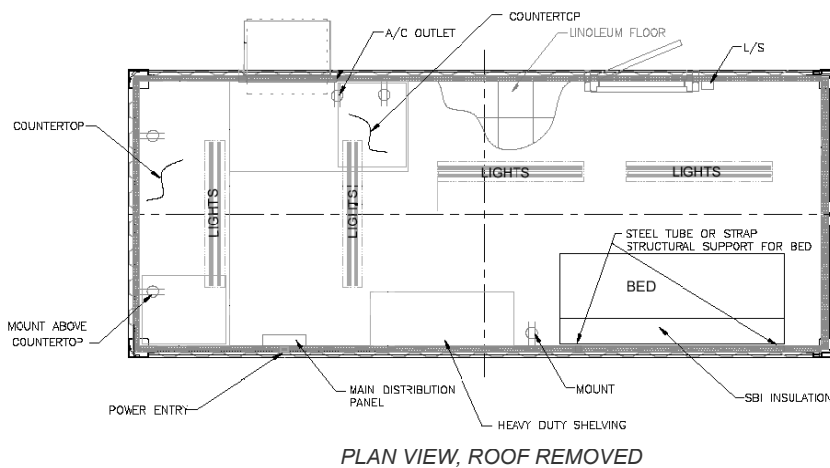 COUNTERTOP
A/C OUTLET
LINOLEUM FLOOR
L/S
COUNTERTOP
LIGHTS
LIGHTS
LIGHTS
LIGHTS
STEEL TUBE OR STRAP
STRUCTURAL SUPPORT FOR BED
BED
MOUNT ABOVE
COUNTERTOP
MAIN DISTRIBUTION
PANEL
MOUNT
SBI INSULATION
POWER ENTRY
HEAVY DUTY SHELVING
PLAN VIEW, ROOF REMOVED